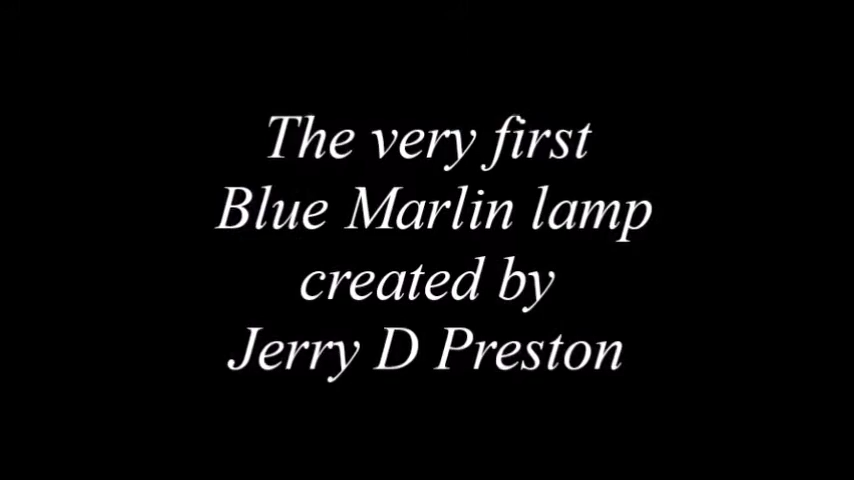 The very first
Blue Marlin lamp
created by
Jerry D Preston